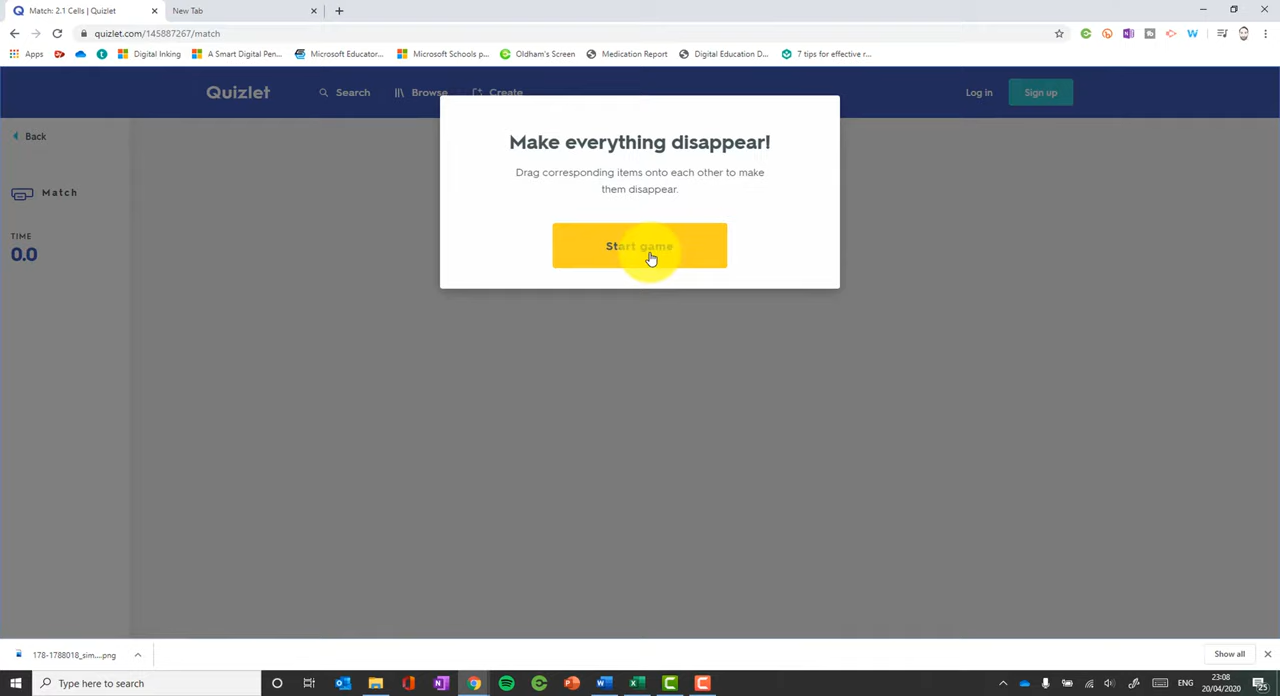 Match: 2.1 Cells | Quizlet
New Tab
quizlet.com/145887267/match
Apps
Digital Inking
A Smart Digital Pen...
Microsoft Educator...
Microsoft Schools p...
Oldham's Screen
Medication Report
Digital Education D...
7 tips for effective r...
Quizlet
Search
Browse
Create
Log in
Sign up
Back
Make everything disappear!
Drag corresponding items onto each other to make
them disappear.
Match
Start game
TIME
0.0
178-1788018_sim....png
Show all
Type here to search
ENG
23:08
20/04/2020
25